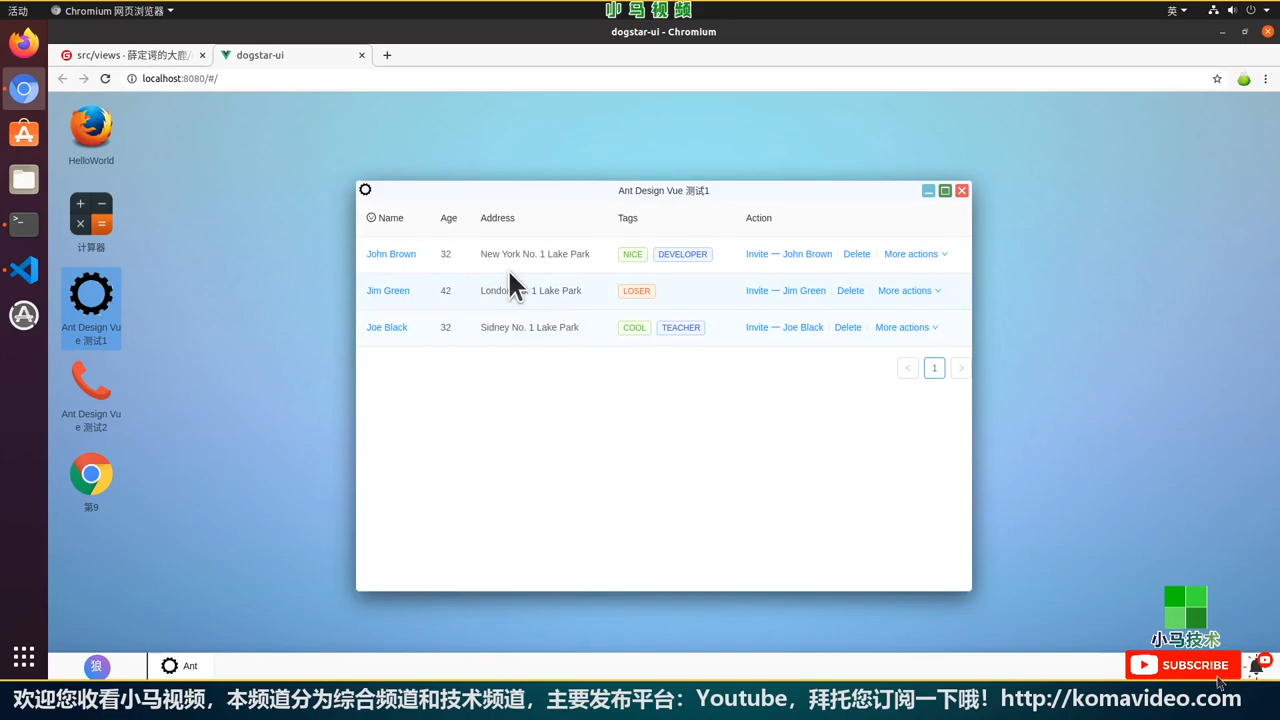 活动
Chromium 网页浏览器
小马视频
英
dogstar-ui - Chromium
src/views · 薛定谔的大鹿/
dogstar-ui
localhost:8080/#/
HelloWorld
计算器
Ant Design Vu
e 测试1
Ant Design Vu
e 测试2
第9
Ant Design Vue 测试1
Name Age Address Tags Action
John Brown 32 New York No. 1 Lake Park NICE DEVELOPER Invite 一 John Brown Delete More actions
Jim Green 42 London No. 1 Lake Park LOSER Invite 一 Jim Green Delete More actions
Joe Black 32 Sidney No. 1 Lake Park COOL TEACHER Invite 一 Joe Black Delete More actions
1
小马技术
SUBSCRIBE
狼 Ant
欢迎您收看小马视频，本频道分为综合频道和技术频道，主要发布平台：Youtube，拜托您订阅一下哦！http://komavideo.com